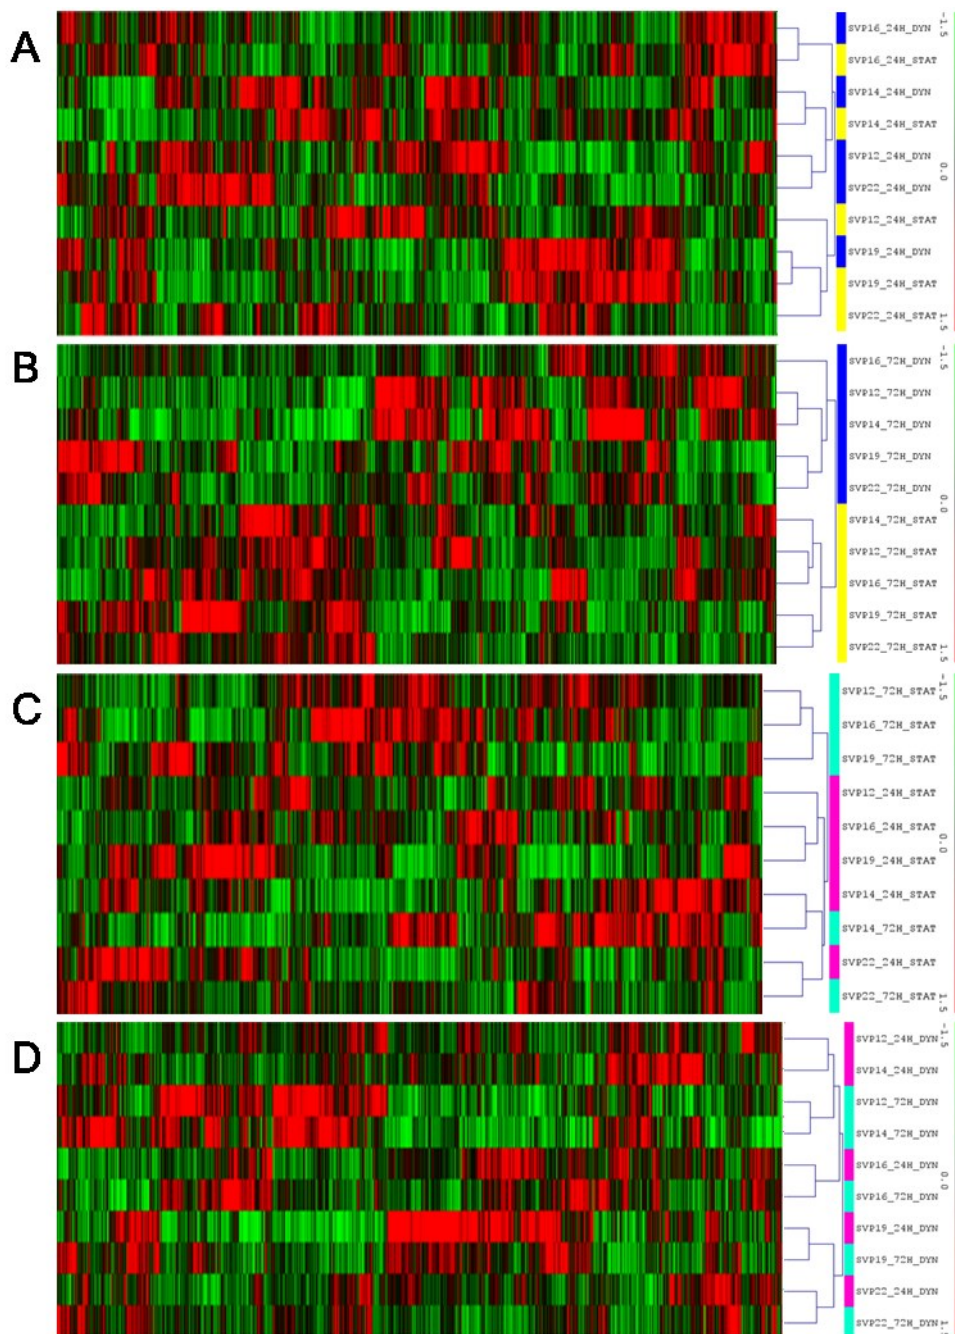 A
SVP16_24H_DYN
SVP16_24H_STAT
SVP14_24H_DYN
SVP14_24H_STAT
SVP12_24H_DYN
SVP22_24H_DYN
SVP12_24H_STAT
SVP19_24H_DYN
SVP19_24H_STAT
SVP22_24H_STAT
-1.5
0.0
1.5
B
SVP16_72H_DYN
SVP12_72H_DYN
SVP14_72H_DYN
SVP19_72H_DYN
SVP22_72H_DYN
SVP14_72H_STAT
SVP12_72H_STAT
SVP16_72H_STAT
SVP19_72H_STAT
SVP22_72H_STAT
-1.5
0.0
1.5
C
SVP12_72H_STAT
SVP16_72H_STAT
SVP19_72H_STAT
SVP12_24H_STAT
SVP16_24H_STAT
SVP19_24H_STAT
SVP14_24H_STAT
SVP14_72H_STAT
SVP22_24H_STAT
SVP22_72H_STAT
-1.5
0.0
1.5
D
SVP12_24H_DYN
SVP14_24H_DYN
SVP12_72H_DYN
SVP14_72H_DYN
SVP16_24H_DYN
SVP16_72H_DYN
SVP19_24H_DYN
SVP19_72H_DYN
SVP22_24H_DYN
SVP22_72H_DYN
-1.5
0.0